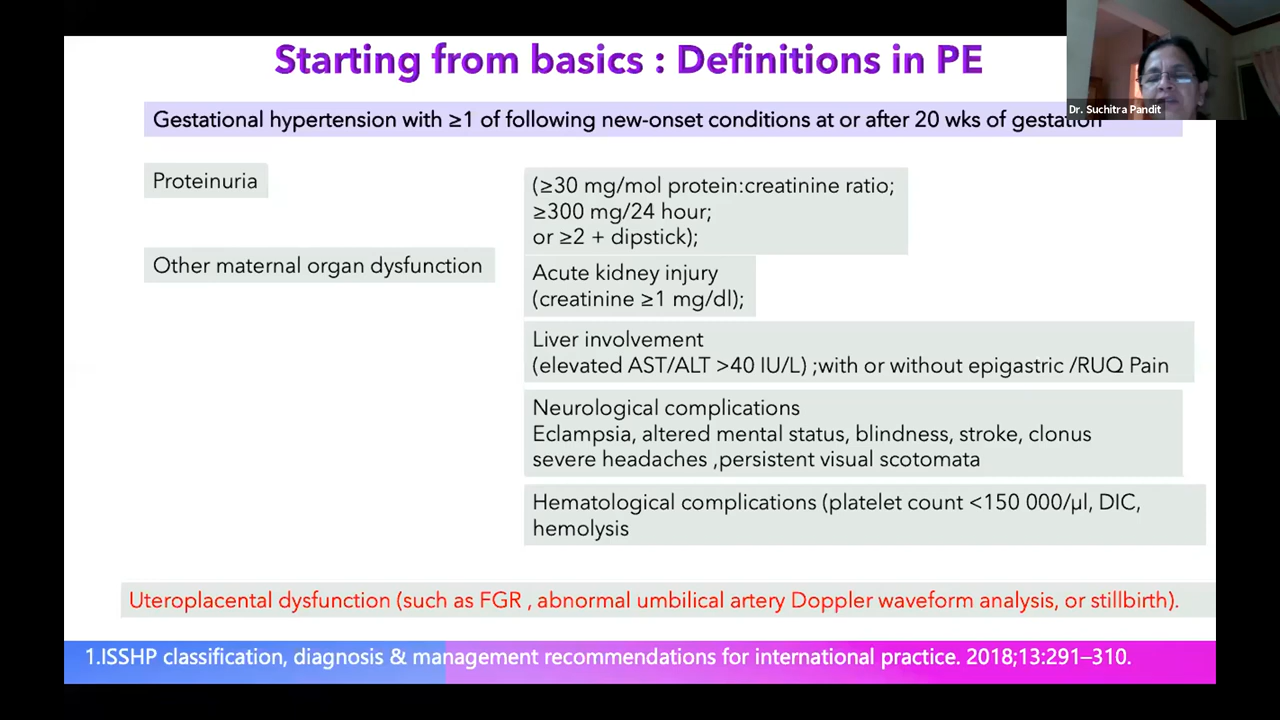 Starting from basics : Definitions in PE
Dr. Suchitra Pandit
Gestational hypertension with ≥1 of following new-onset conditions at or after 20 wks of gestation
Proteinuria
(≥30 mg/mol protein:creatinine ratio;
≥300 mg/24 hour;
or ≥2 + dipstick);
Other maternal organ dysfunction
Acute kidney injury
(creatinine ≥1 mg/dl);
Liver involvement
(elevated AST/ALT >40 IU/L) ;with or without epigastric /RUQ Pain
Neurological complications
Eclampsia, altered mental status, blindness, stroke, clonus
severe headaches ,persistent visual scotomata
Hematological complications (platelet count <150 000/µl, DIC,
hemolysis
Uteroplacental dysfunction (such as FGR , abnormal umbilical artery Doppler waveform analysis, or stillbirth).
1.ISSHP classification, diagnosis & management recommendations for international practice. 2018;13:291–310.